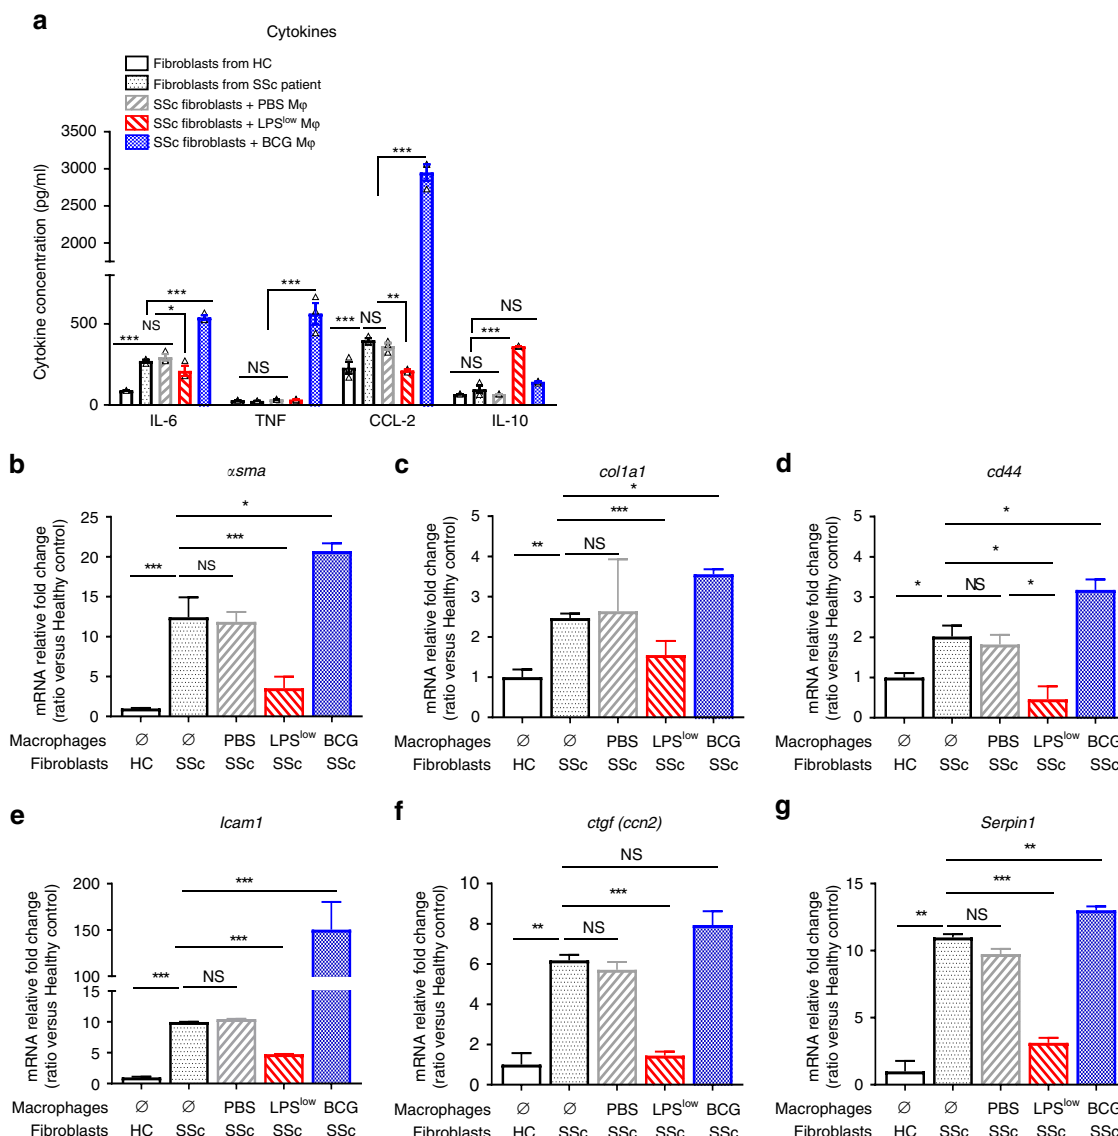 a
Cytokines
Fibroblasts from HC
Fibroblasts from SSc patient
SSc fibroblasts + PBS Mφ
SSc fibroblasts + LPSlow Mφ
SSc fibroblasts + BCG Mφ
Cytokine concentration (pg/ml)
3500
3000
2500
2000
500
0
***
NS
***
*
NS
***
***
NS
**
***
NS
***
NS
IL-6
TNF
CCL-2
IL-10
b
αsma
mRNA relative fold change
(ratio versus Healthy control)
25
20
15
10
5
0
*
***
***
NS
Macrophages ∅ ∅ PBS LPSlow BCG
Fibroblasts HC SSc SSc SSc SSc
c
col1a1
mRNA relative fold change
(ratio versus Healthy control)
5
4
3
2
1
0
*
***
**
NS
∅ ∅ PBS LPSlow BCG
HC SSc SSc SSc SSc
d
cd44
mRNA relative fold change
(ratio versus Healthy control)
5
4
3
2
1
0
*
*
*
NS
*
∅ ∅ PBS LPSlow BCG
HC SSc SSc SSc SSc
e
Icam1
mRNA relative fold change
(ratio versus Healthy control)
200
150
100
15
10
5
0
***
***
***
NS
Macrophages ∅ ∅ PBS LPSlow BCG
Fibroblasts HC SSc SSc SSc SSc
f
ctgf (ccn2)
mRNA relative fold change
(ratio versus Healthy control)
10
8
6
4
2
0
NS
***
**
NS
∅ ∅ PBS LPSlow BCG
HC SSc SSc SSc SSc
g
Serpin1
mRNA relative fold change
(ratio versus Healthy control)
15
10
5
0
**
***
**
NS
∅ ∅ PBS LPSlow BCG
HC SSc SSc SSc SSc